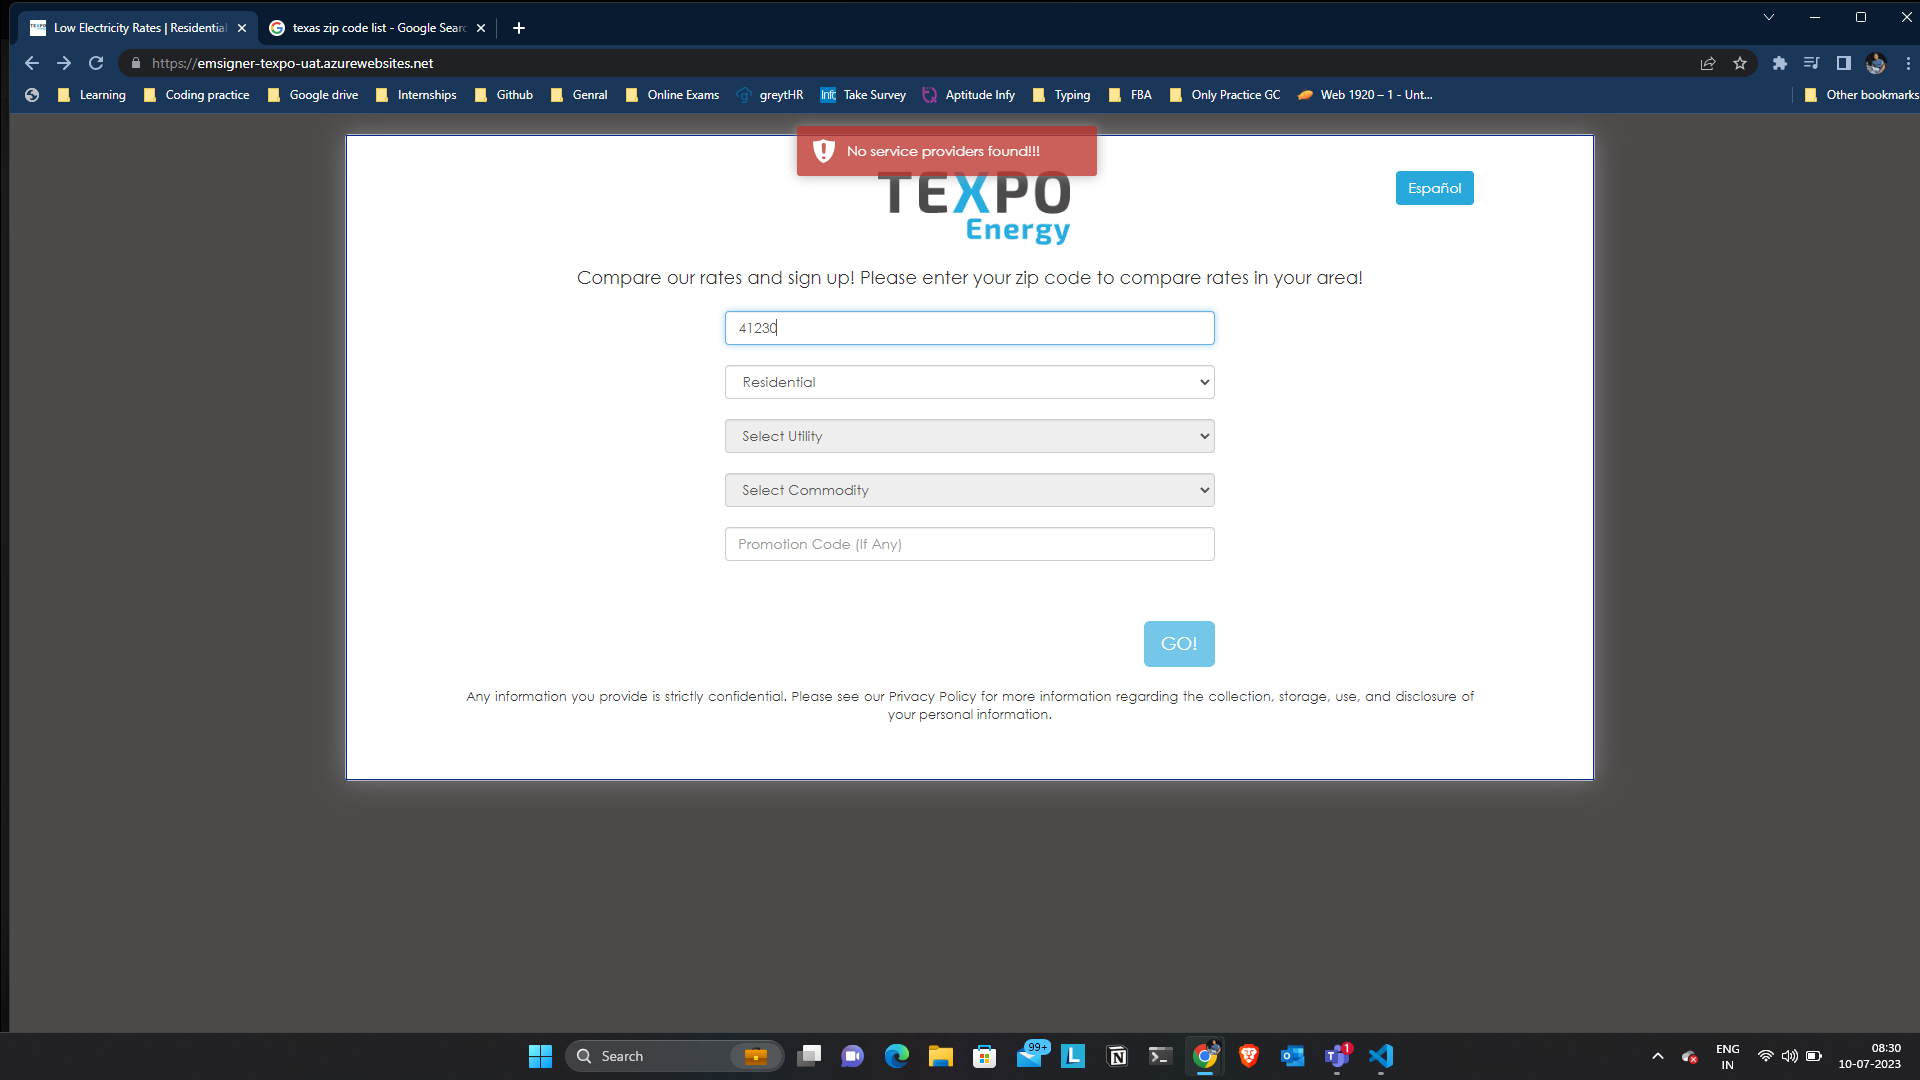 Low Electricity Rates | Residential
texas zip code list - Google Searc
https://emsigner-texpo-uat.azurewebsites.net
Learning Coding practice Google drive Internships Github Genral Online Exams greytHR Take Survey Aptitude Infy Typing FBA Only Practice GC Web 1920 – 1 - Unt... Other bookmarks
No service providers found!!!
TEXPO
Energy
Español
Compare our rates and sign up! Please enter your zip code to compare rates in your area!
41230
Residential
Select Utility
Select Commodity
Promotion Code (If Any)
GO!
Any information you provide is strictly confidential. Please see our Privacy Policy for more information regarding the collection, storage, use, and disclosure of
your personal information.
Search
99+
L
1
ENG
IN
08:30
10-07-2023